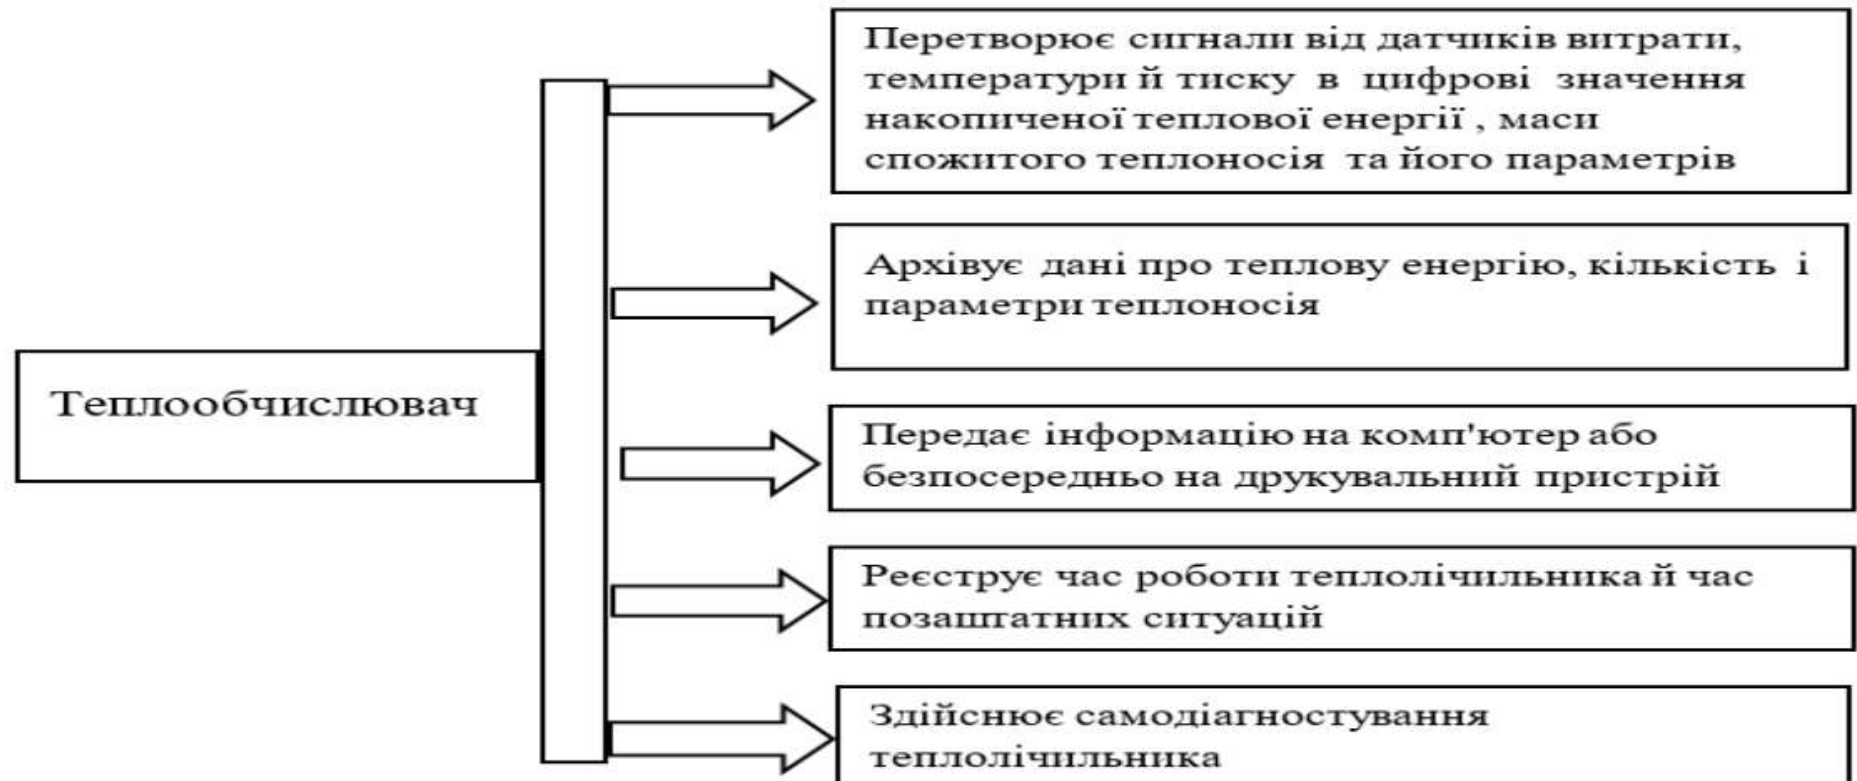 Перетворює сигнали від датчиків витрати,
температури й тиску в цифрові значення
накопиченої теплової енергії , маси
спожитого теплоносія та його параметрів
Архівує дані про теплову енергію, кількість і
параметри теплоносія
Теплообчислювач
Передає інформацію на комп'ютер або
безпосередньо на друкувальний пристрій
Реєструє час роботи теплолічильника й час
позаштатних ситуацій
Здійснює самодіагностування
теплолічильника